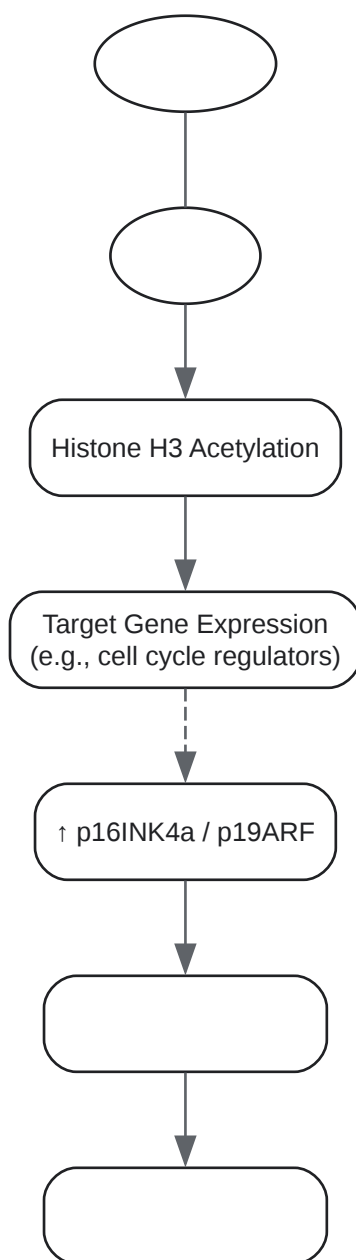 Histone H3 Acetylation
Target Gene Expression
(e.g., cell cycle regulators)
↑ p16INK4a / p19ARF